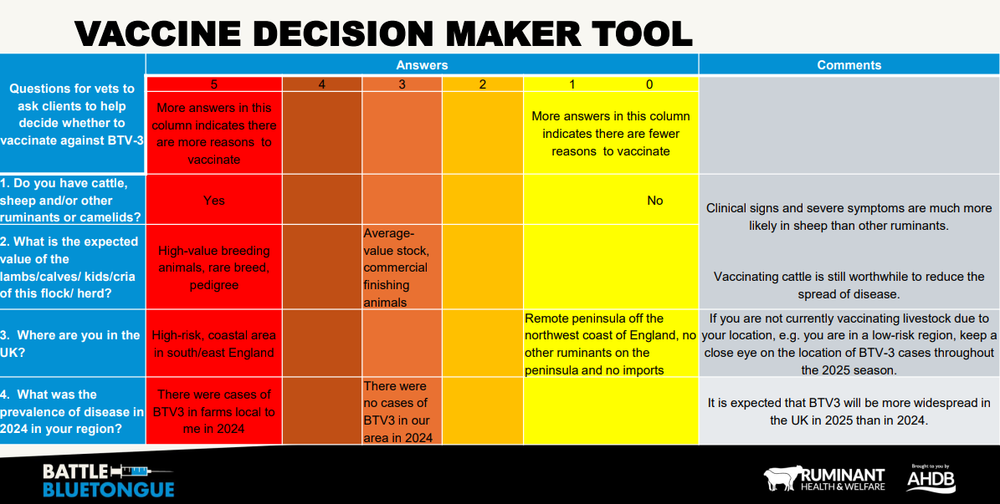 VACCINE DECISION MAKER TOOL
Answers
Comments
Questions for vets to
ask clients to help
decide whether to
vaccinate against BTV-3
5
4
3
2
1
0
More answers in this
column indicates there
are more reasons to
vaccinate
More answers in this column
indicates there are fewer
reasons to vaccinate
1. Do you have cattle,
sheep and/or other
ruminants or camelids?
Yes
No
Clinical signs and severe symptoms are much more
likely in sheep than other ruminants.
2. What is the expected
value of the
lambs/calves/ kids/cria
of this flock/ herd?
High-value breeding
animals, rare breed,
pedigree
Average-
value stock,
commercial
finishing
animals
Vaccinating cattle is still worthwhile to reduce the
spread of disease.
3. Where are you in the
UK?
High-risk, coastal area
in south/east England
Remote peninsula off the
northwest coast of England, no
other ruminants on the
peninsula and no imports
If you are not currently vaccinating livestock due to
your location, e.g. you are in a low-risk region, keep a
close eye on the location of BTV-3 cases throughout
the 2025 season.
4. What was the
prevalence of disease in
2024 in your region?
There were cases of
BTV3 in farms local to
me in 2024
There were
no cases of
BTV3 in our
area in 2024
It is expected that BTV3 will be more widespread in
the UK in 2025 than in 2024.
BATTLE
BLUETONGUE
RUMINANT
HEALTH & WELFARE
Brought to you by
AHDB